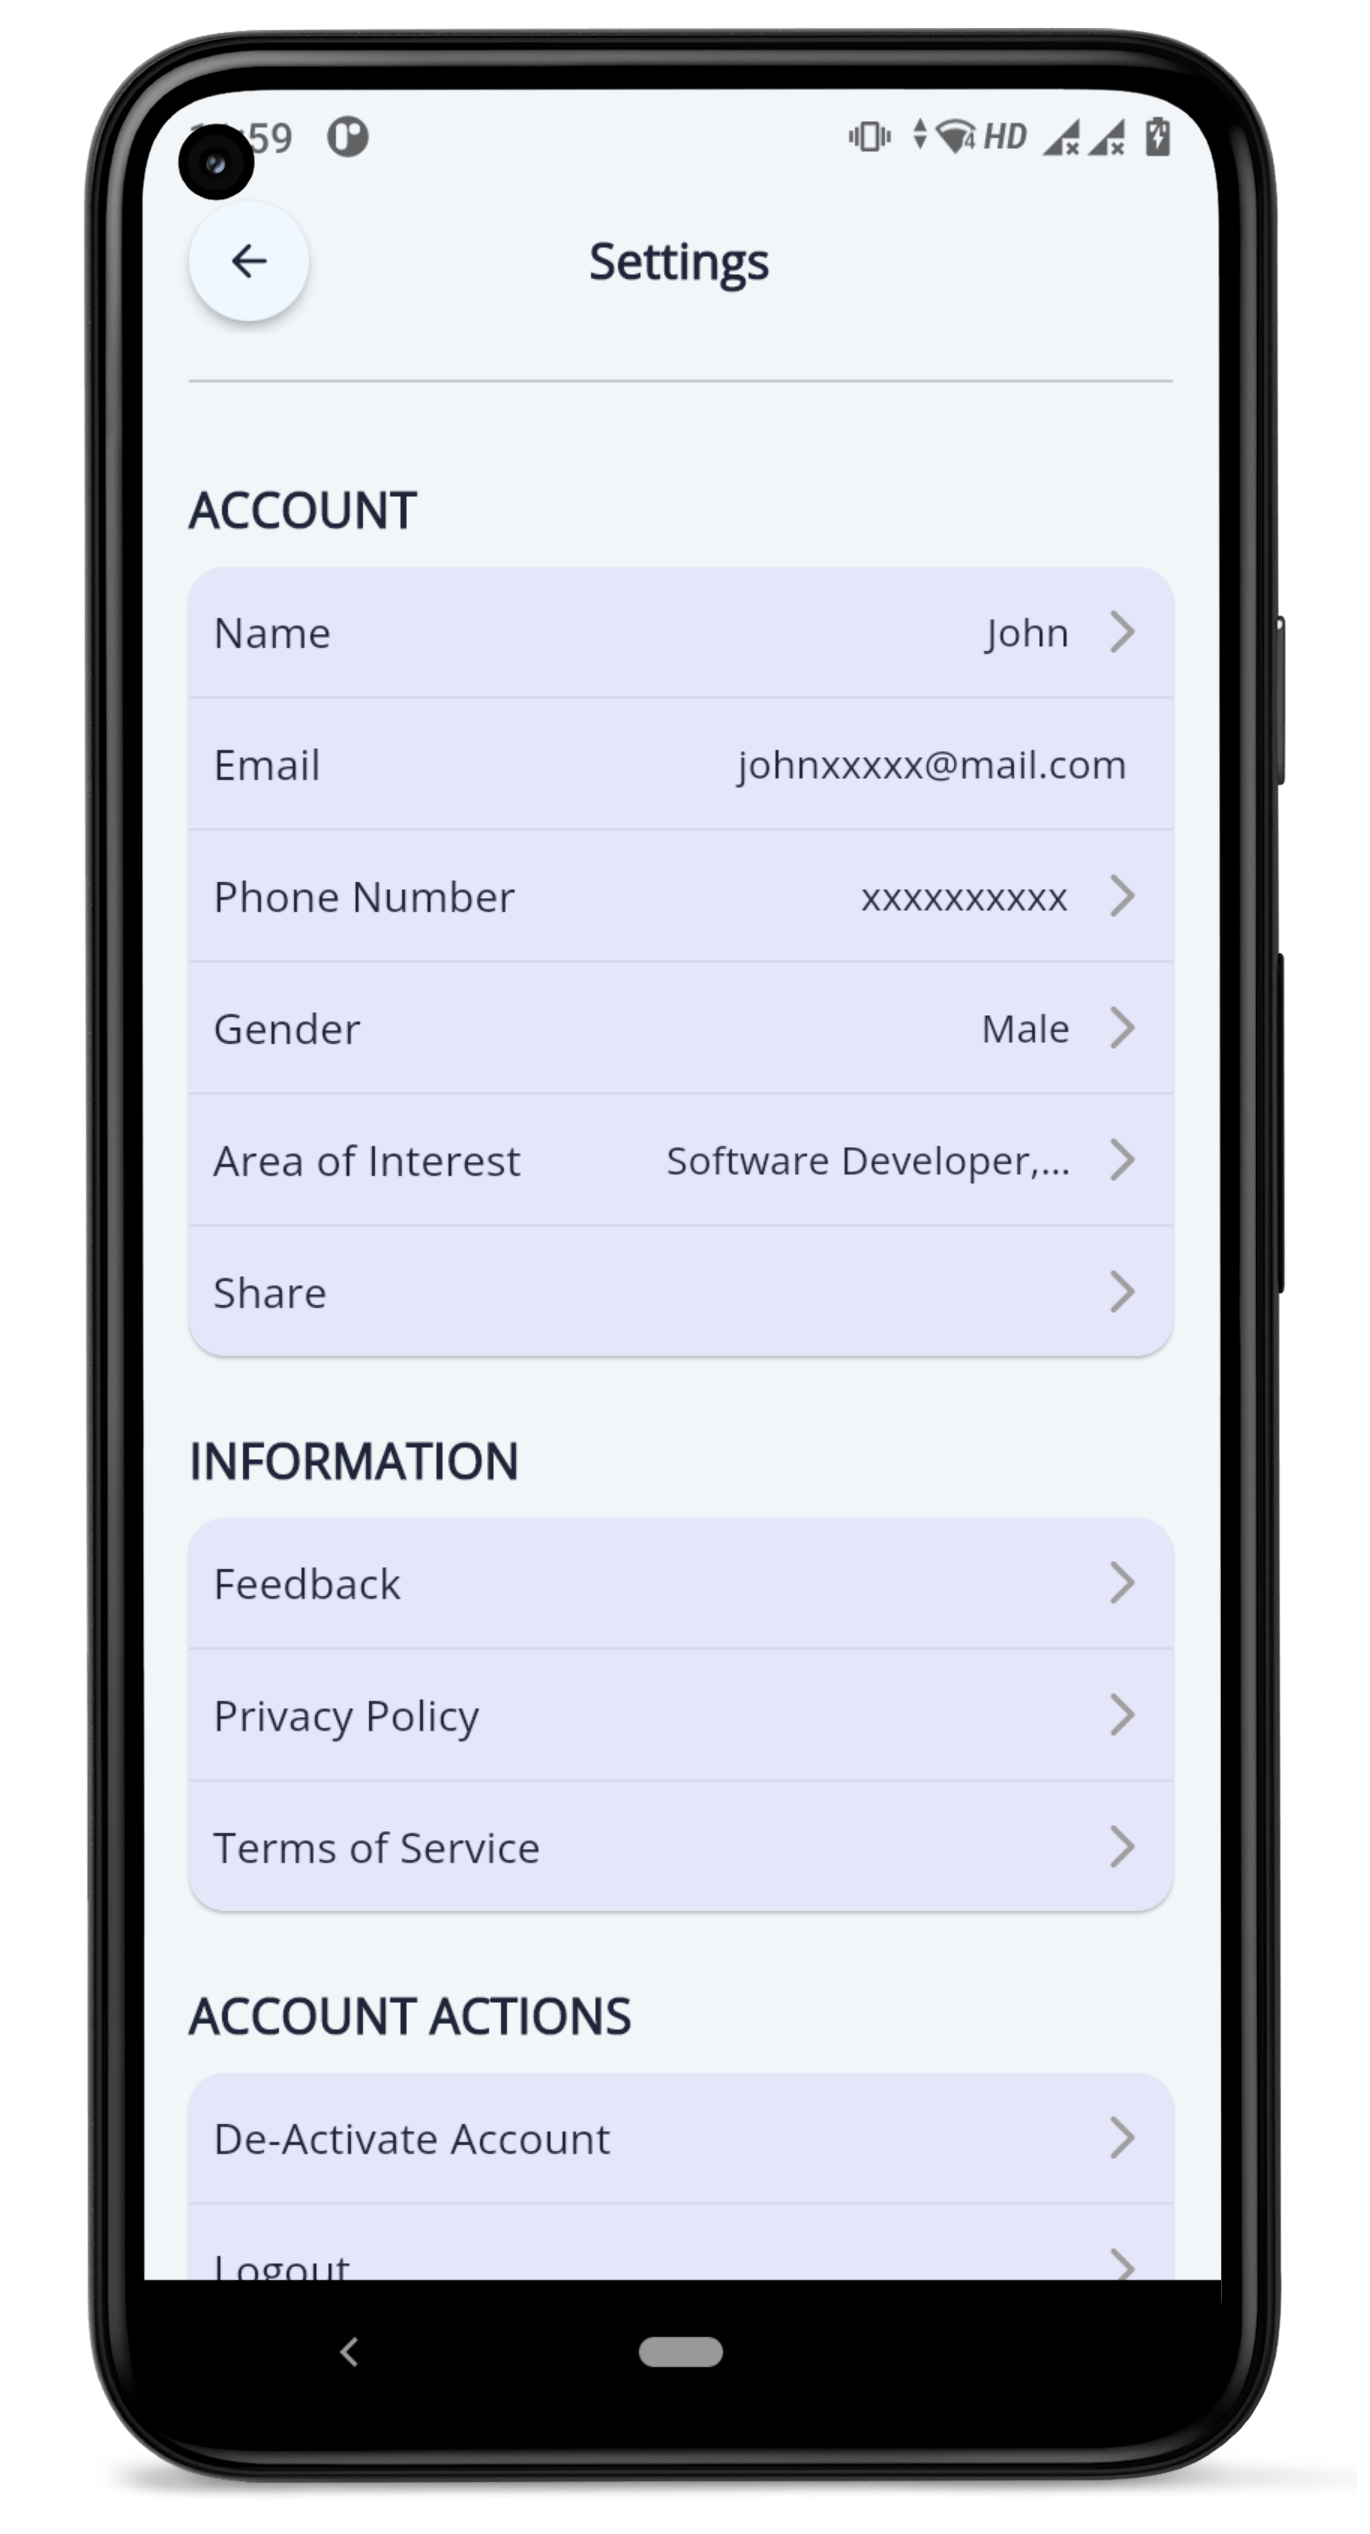 :59
HD
Settings
ACCOUNT
Name John
Email johnxxxxx@mail.com
Phone Number xxxxxxxxxx
Gender Male
Area of Interest Software Developer,...
Share
INFORMATION
Feedback
Privacy Policy
Terms of Service
ACCOUNT ACTIONS
De-Activate Account
Logout